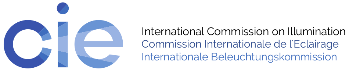 cie
International Commission on Illumination
Commission Internationale de l'Eclairage
Internationale Beleuchtungskommission